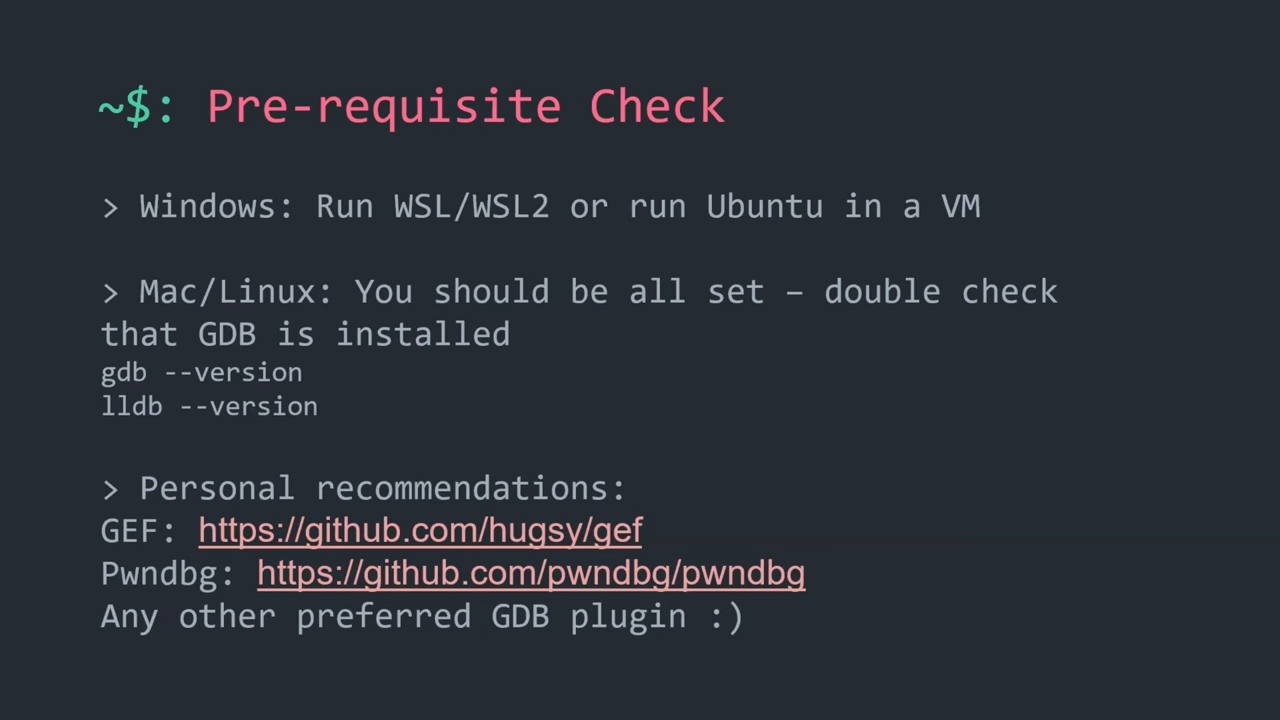 ~$: Pre-requisite Check
> Windows: Run WSL/WSL2 or run Ubuntu in a VM
> Mac/Linux: You should be all set – double check
that GDB is installed
gdb --version
lldb --version
> Personal recommendations:
GEF: https://github.com/hugsy/gef
Pwndbg: https://github.com/pwndbg/pwndbg
Any other preferred GDB plugin :)